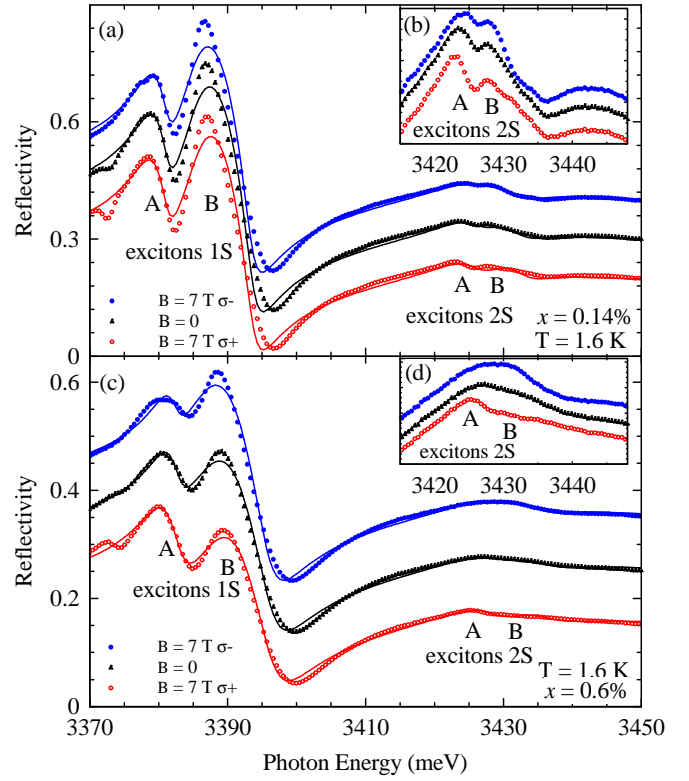 (a)
(b)
A
B
excitons 2S
3420
3430
3440
0.6
0.3
0
Reflectivity
A
B
excitons 1S
B = 7 T σ-
B = 0
B = 7 T σ+
A
B
excitons 2S
x = 0.14%
T = 1.6 K
(c)
(d)
A
B
excitons 2S
3420
3430
3440
0.6
0.4
0.2
0
Reflectivity
A
B
excitons 1S
B = 7 T σ-
B = 0
B = 7 T σ+
A
B
excitons 2S
T = 1.6 K
x = 0.6%
3370
3390
3410
3430
3450
Photon Energy (meV)